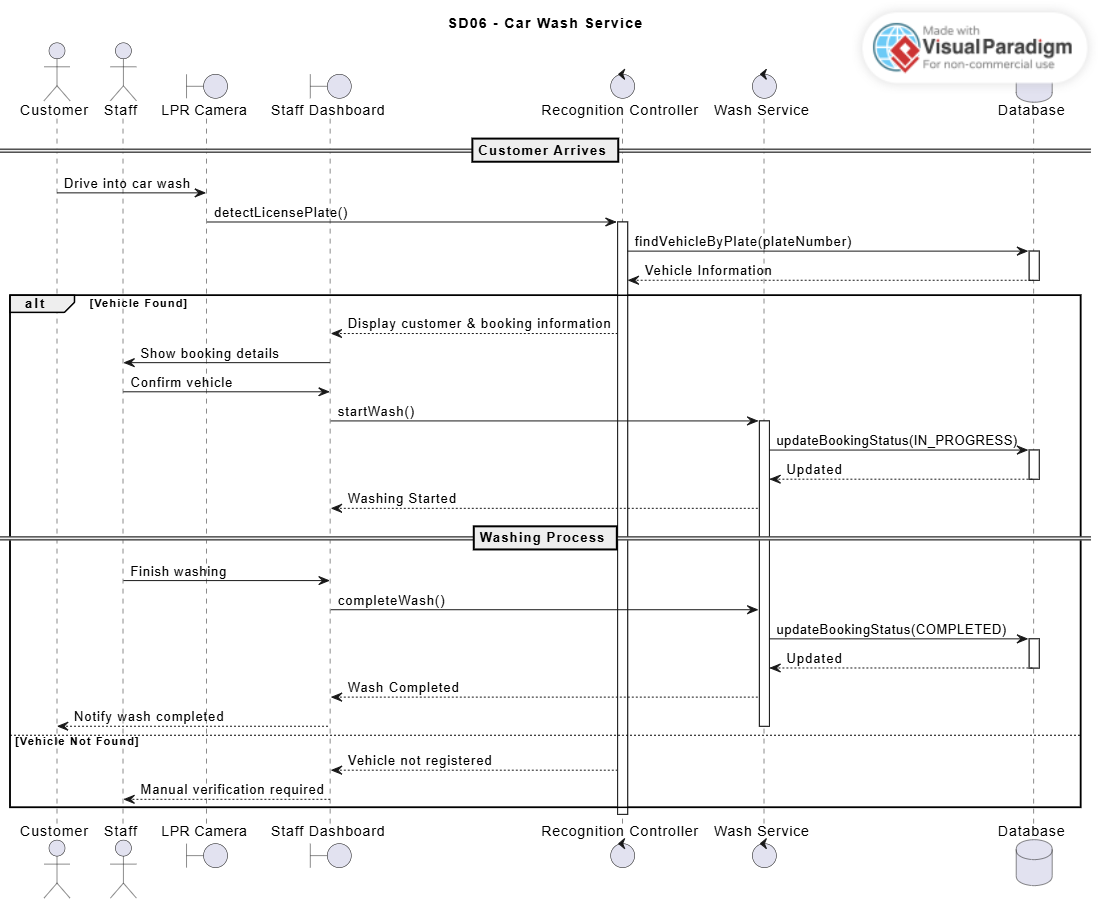 SD06 - Car Wash Service
Made with
VisualParadigm
For non-commercial use
Customer
Staff
LPR Camera
Staff Dashboard
Recognition Controller
Wash Service
Database
Customer Arrives
Drive into car wash
detectLicensePlate()
findVehicleByPlate(plateNumber)
Vehicle Information
alt
[Vehicle Found]
Display customer & booking information
Show booking details
Confirm vehicle
startWash()
updateBookingStatus(IN_PROGRESS)
Updated
Washing Started
Washing Process
Finish washing
completeWash()
updateBookingStatus(COMPLETED)
Updated
Wash Completed
Notify wash completed
[Vehicle Not Found]
Vehicle not registered
Manual verification required
Customer
Staff
LPR Camera
Staff Dashboard
Recognition Controller
Wash Service
Database